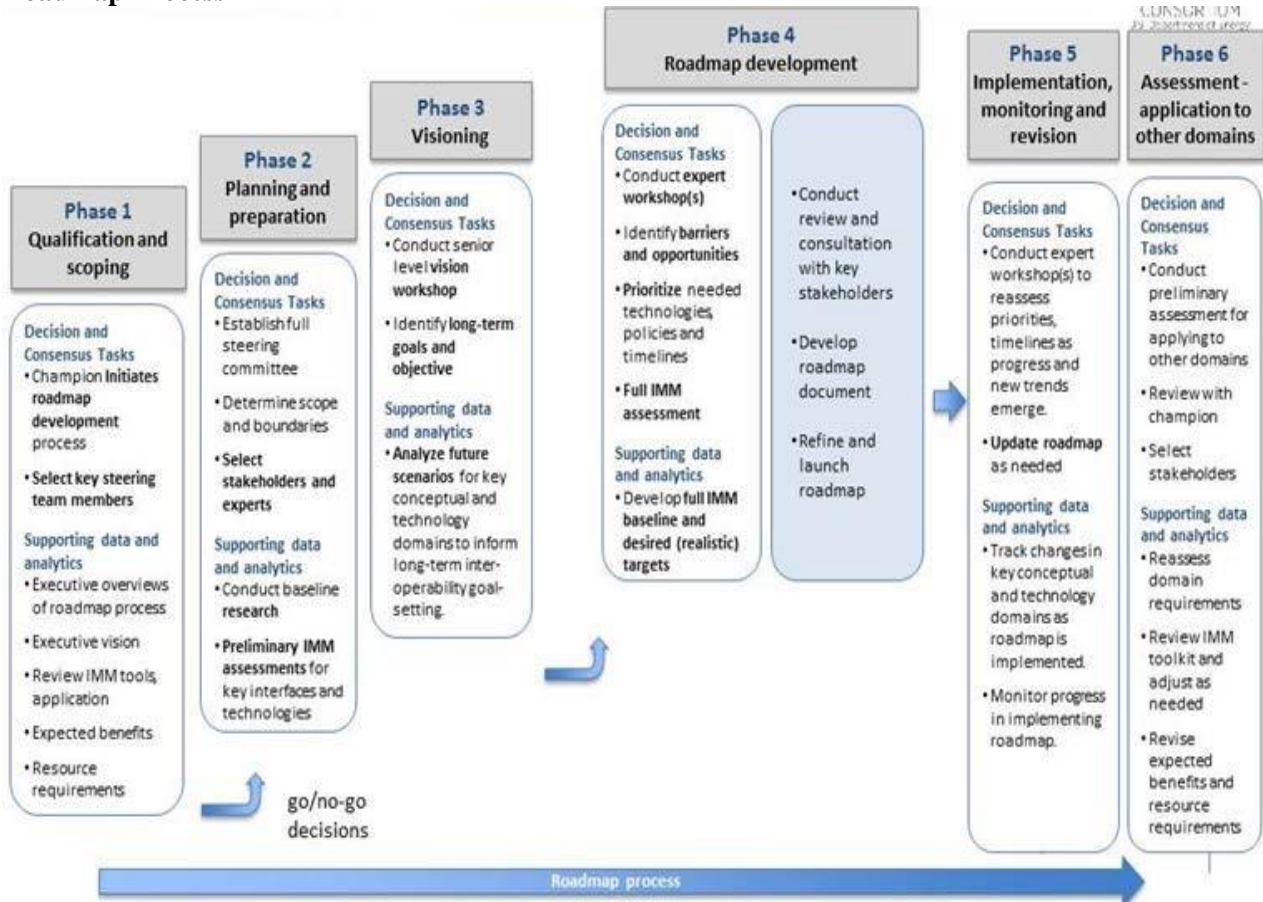 CONSORTIUM
Phase 1
Qualification and
scoping
Decision and
Consensus Tasks
•Champion Initiates
roadmap
development
process
•Select key steering
team members
Supporting data and
analytics
•Executive overviews
of roadmap process
•Executive vision
•Review IMM tools,
application
•Expected benefits
•Resource
requirements
Phase 2
Planning and
preparation
Decision and
Consensus Tasks
•Establish full
steering
committee
•Determine scope
and boundaries
•Select
stakeholders and
experts
Supporting data
and analytics
•Conduct baseline
research
•Preliminary IMM
assessments for
key interfaces and
technologies
go/no-go
decisions
Phase 3
Visioning
Decision and
Consensus Tasks
•Conduct senior
level vision
workshop
•Identify long-term
goals and
objective
Supporting data
and analytics
•Analyze future
scenarios for key
conceptual and
technology
domains to inform
long-term inter-
operability goal-
setting.
Phase 4
Roadmap development
Decision and
Consensus Tasks
•Conduct expert
workshop(s)
•Identify barriers
and opportunities
•Prioritize needed
technologies,
policies and
timelines
•Full IMM
assessment
Supporting data
and analytics
•Develop full IMM
baseline and
desired (realistic)
targets
•Conduct
review and
consultation
with key
stakeholders
•Develop
roadmap
document
•Refine and
launch
roadmap
Phase 5
Implementation,
monitoring and
revision
Decision and
Consensus Tasks
•Conduct expert
workshop(s) to
reassess
priorities,
timelines as
progress and
new trends
emerge.
•Update roadmap
as needed
Supporting data
and analytics
•Track changes in
key conceptual
and technology
domains as
roadmap is
implemented.
•Monitor progress
in implementing
roadmap.
Phase 6
Assessment -
application to
other domains
Decision and
Consensus
Tasks
•Conduct
preliminary
assessment for
applying to
other domains
•Review with
champion
•Select
stakeholders
Supporting data
and analytics
•Reassess
domain
requirements
•Review IMM
toolkit and
adjust as
needed
•Revise
expected
benefits and
resource
requirements
Roadmap process